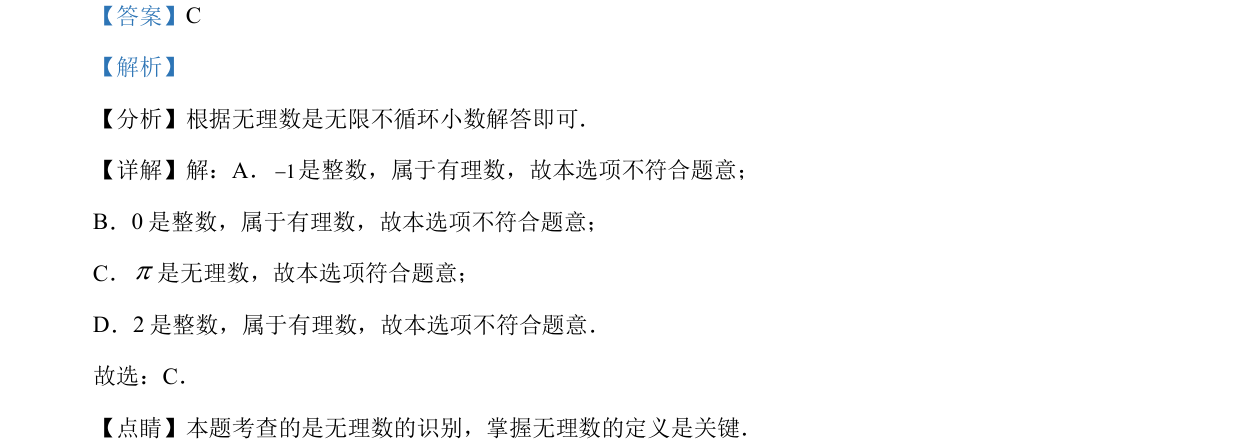 【答案】C
【解析】
【分析】根据无理数是无限不循环小数解答即可．
【详解】解：A． −1是整数，属于有理数，故本选项不符合题意；
B．0 是整数，属于有理数，故本选项不符合题意；
C． π 是无理数，故本选项符合题意；
D．2 是整数，属于有理数，故本选项不符合题意．
故选：C．
【点睛】本题考查的是无理数的识别，掌握无理数的定义是关键．